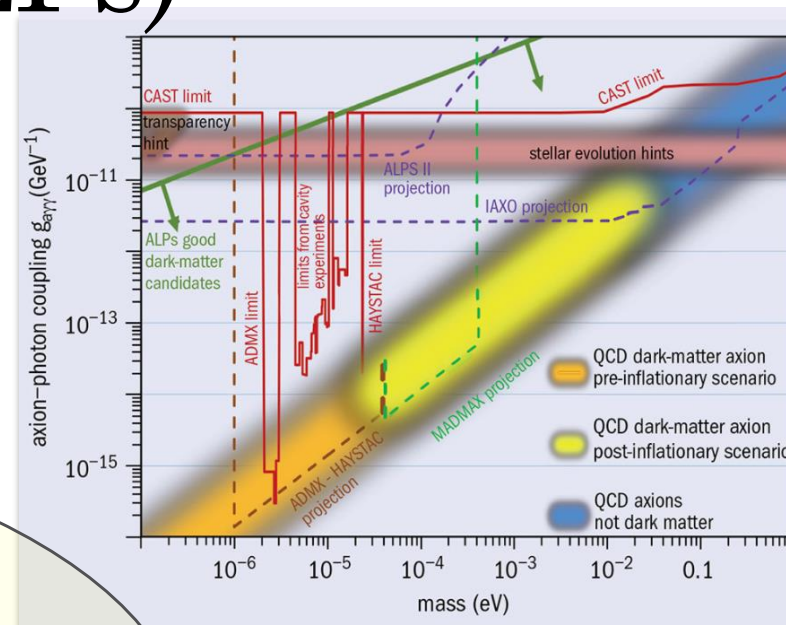 CAST limit
CAST limit
transparency
hint
stellar evolution hints
ALPS II
projection
IAXO projection
ALPs good
dark-matter
candidates
limits from cavity
experiments
ADMX limit
HAYSTAC limit
MADMAX projection
ADMX - HAYSTAC
projection
QCD dark-matter axion
pre-inflationary scenario
QCD dark-matter axion
post-inflationary scenario
QCD axions
not dark matter
axion–photon coupling gaγγ(GeV⁻¹)
10⁻¹¹
10⁻¹³
10⁻¹⁵
10⁻⁶ 10⁻⁵ 10⁻⁴ 10⁻³ 10⁻² 0.1
mass (eV)